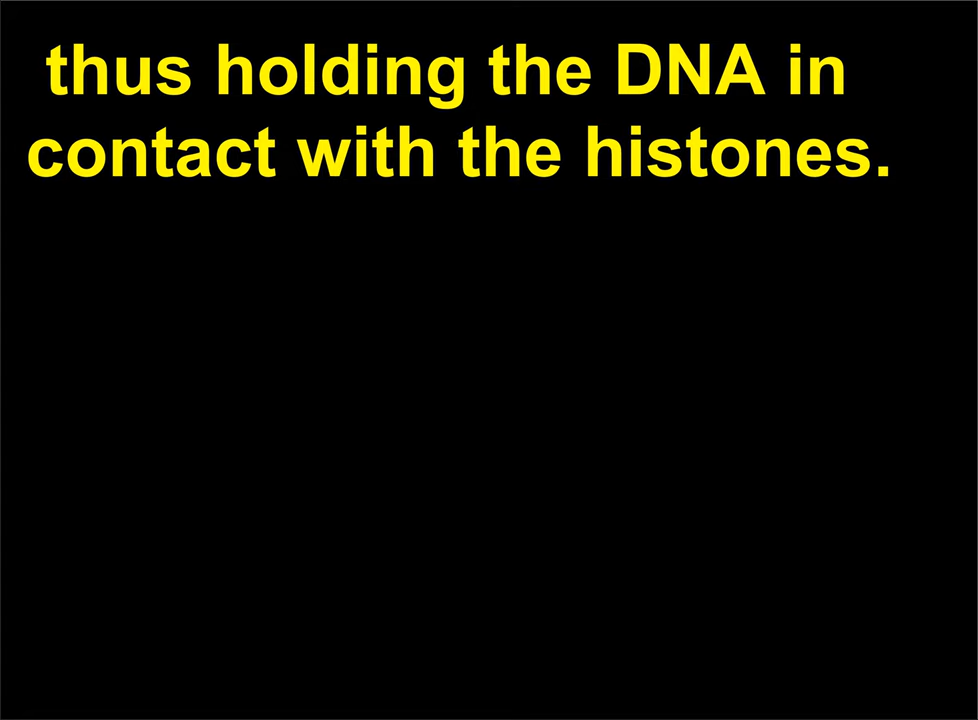 thus holding the DNA in
contact with the histones.